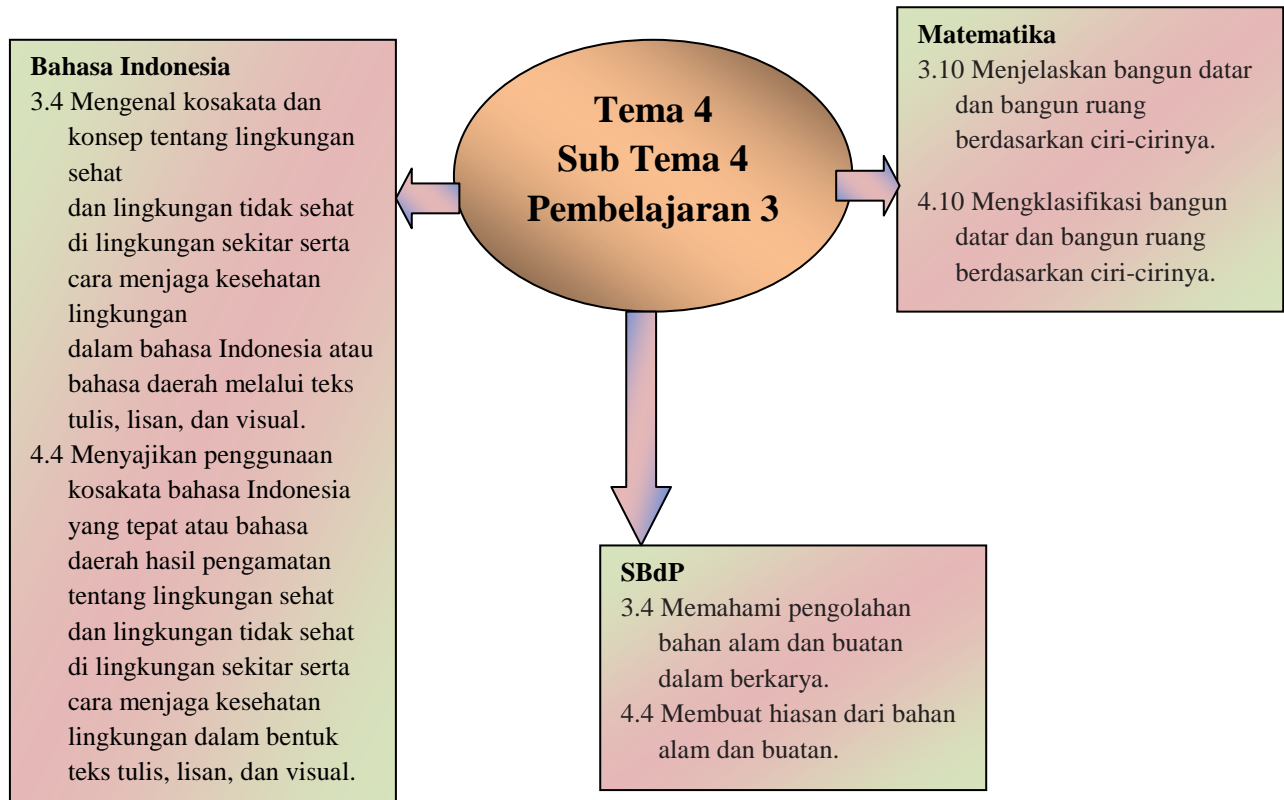 Tema 4
Sub Tema 4
Pembelajaran 3
Bahasa Indonesia
3.4 Mengenal kosakata dan
konsep tentang lingkungan
sehat
dan lingkungan tidak sehat
di lingkungan sekitar serta
cara menjaga kesehatan
lingkungan
dalam bahasa Indonesia atau
bahasa daerah melalui teks
tulis, lisan, dan visual.
4.4 Menyajikan penggunaan
kosakata bahasa Indonesia
yang tepat atau bahasa
daerah hasil pengamatan
tentang lingkungan sehat
dan lingkungan tidak sehat
di lingkungan sekitar serta
cara menjaga kesehatan
lingkungan dalam bentuk
teks tulis, lisan, dan visual.
Matematika
3.10 Menjelaskan bangun datar
dan bangun ruang
berdasarkan ciri-cirinya.
4.10 Mengklasifikasi bangun
datar dan bangun ruang
berdasarkan ciri-cirinya.
SBdP
3.4 Memahami pengolahan
bahan alam dan buatan
dalam berkarya.
4.4 Membuat hiasan dari bahan
alam dan buatan.